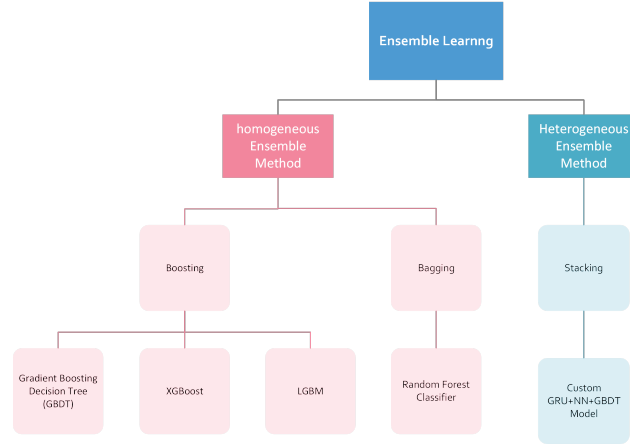 Ensemble Learnng
homogeneous
Ensemble
Method
Heterogeneous
Ensemble
Method
Boosting
Bagging
Stacking
Gradient Boosting
Decision Tree
(GBDT)
XGBoost
LGBM
Random Forest
Classifier
Custom
GRU+NN+GBDT
Model